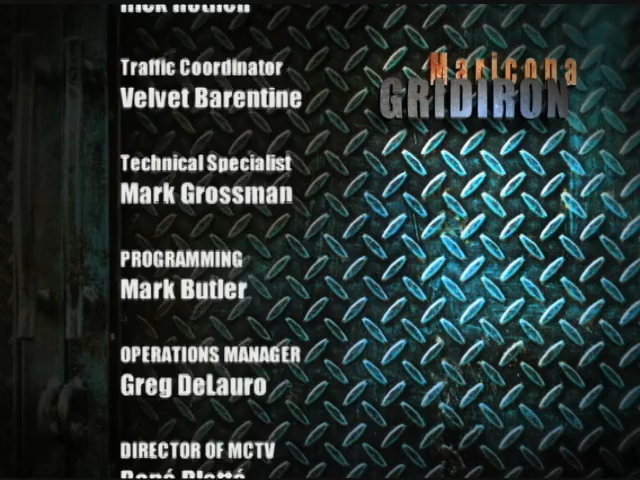 Traffic Coordinator
Velvet Barentine
Maricopa
GRIDIRON
Technical Specialist
Mark Grossman
PROGRAMMING
Mark Butler
OPERATIONS MANAGER
Greg DeLauro
DIRECTOR OF MCTV